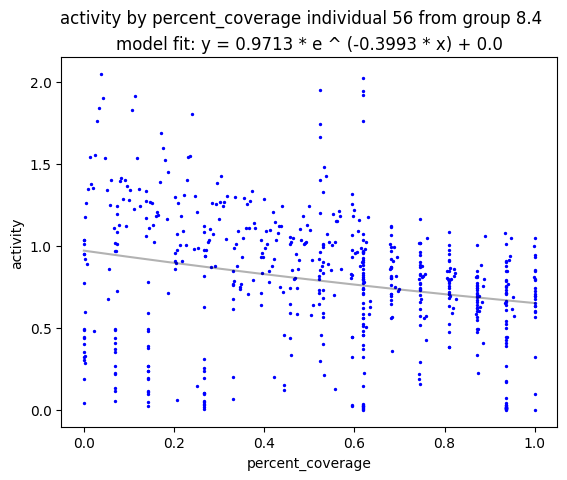 activity by percent_coverage individual 56 from group 8.4
model fit: y = 0.9713 * e ^ (-0.3993 * x) + 0.0
2.0
1.5
1.0
0.5
0.0
activity
0.0 0.2 0.4 0.6 0.8 1.0
percent_coverage